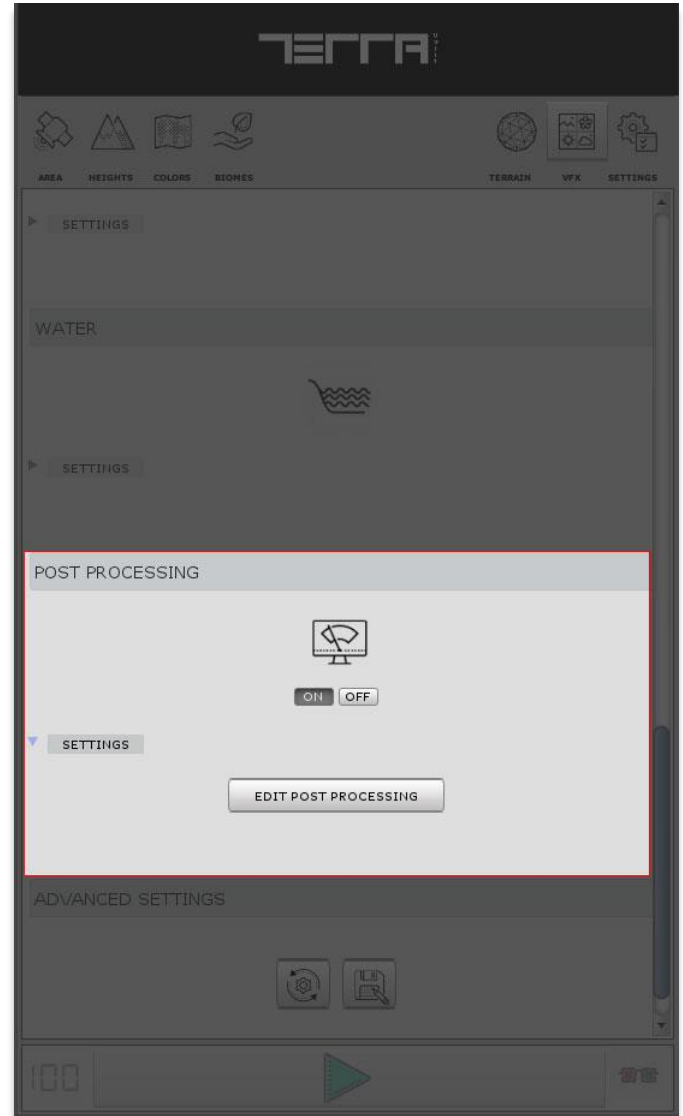 TERRA
AREA HEIGHTS COLORS BIOMES TERRAIN VFX SETTINGS
SETTINGS
WATER
SETTINGS
POST PROCESSING
ON OFF
SETTINGS
EDIT POST PROCESSING
ADVANCED SETTINGS
100